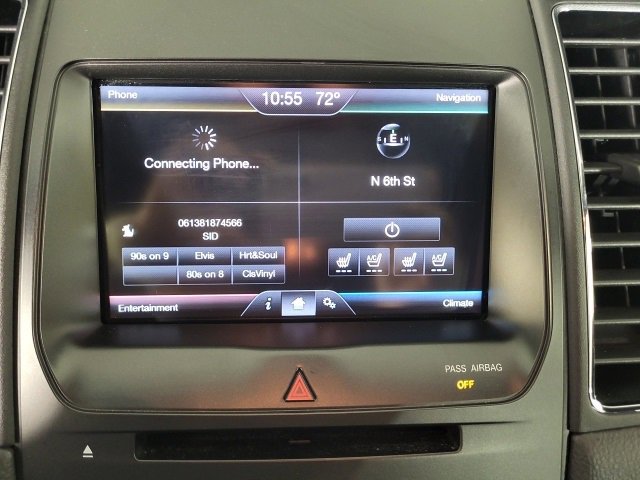 Phone 10:55 72° Navigation
Connecting Phone...
S E N
N 6th St
061381874566
SID
90s on 9 Elvis Hrt&Soul
80s on 8 ClsVinyl
A/C A/C
Entertainment i Climate
PASS AIRBAG
OFF